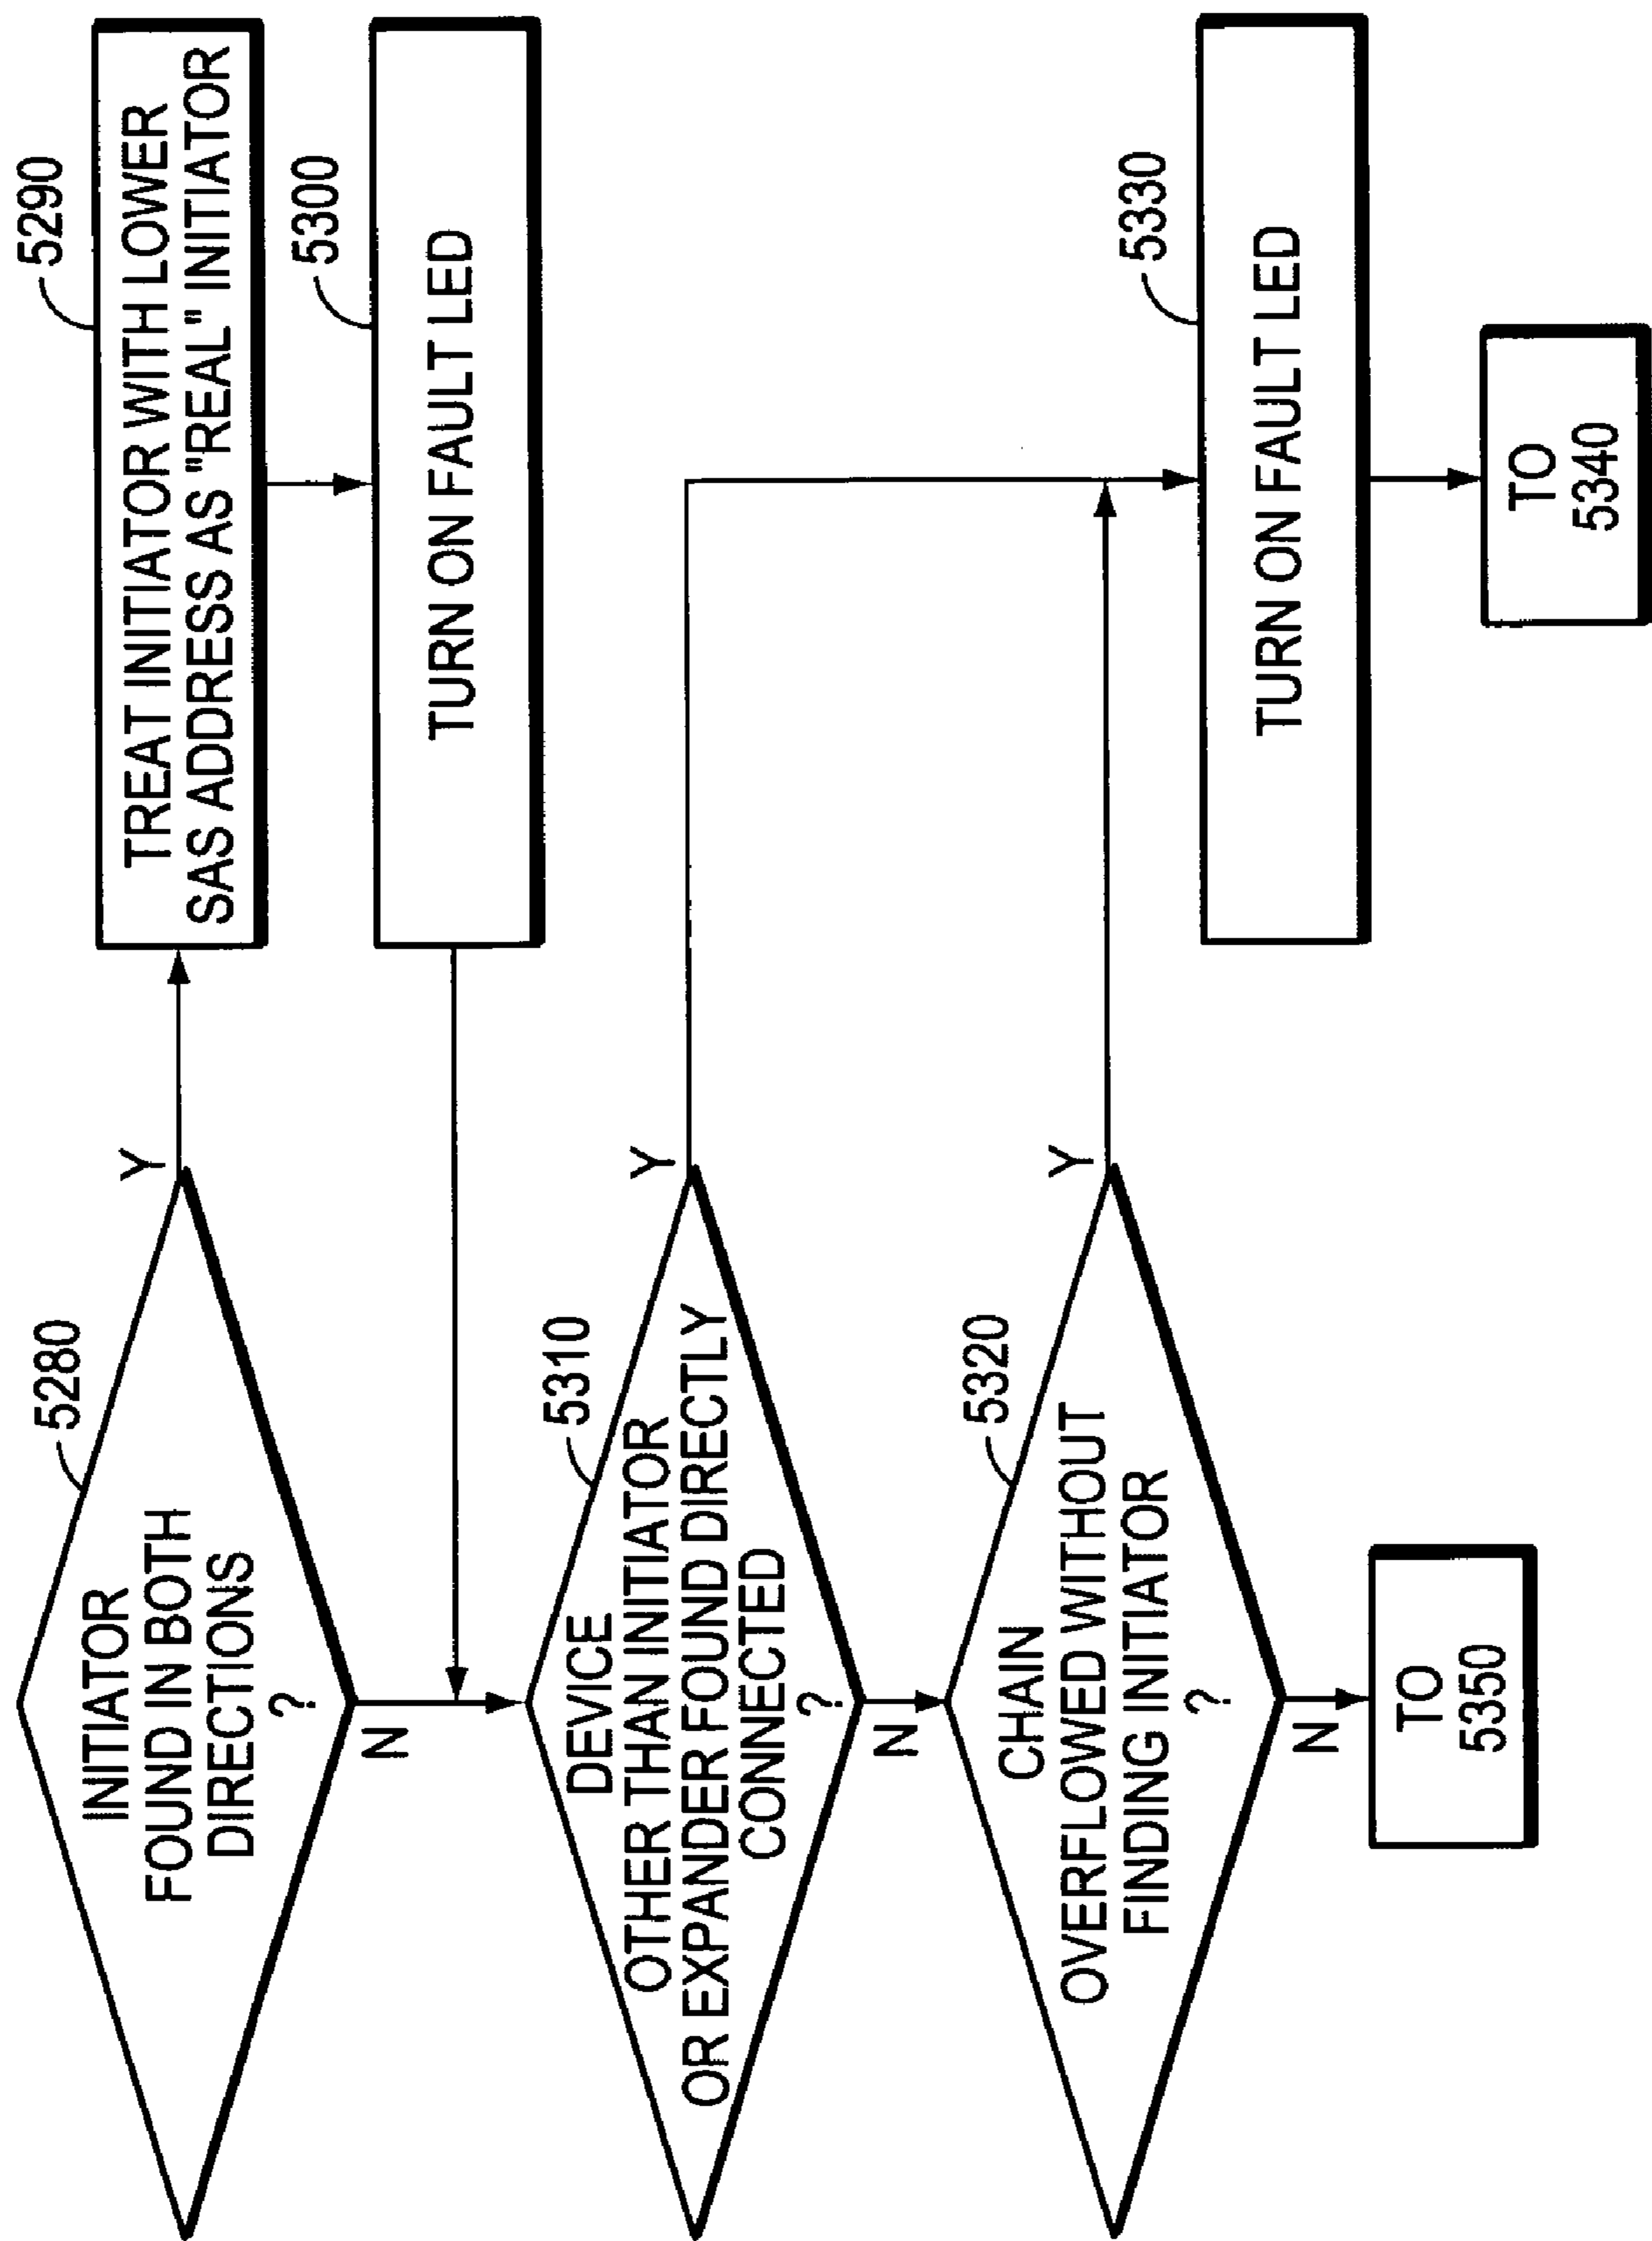 5280
INITIATOR
FOUND IN BOTH
DIRECTIONS
?
Y
N
5290
TREAT INITIATOR WITH LOWER
SAS ADDRESS AS "REAL" INITIATOR
5300
TURN ON FAULT LED
5310
DEVICE
OTHER THAN INITIATOR
OR EXPANDER FOUND DIRECTLY
CONNECTED
?
Y
N
5320
CHAIN
OVERFLOWED WITHOUT
FINDING INITIATOR
?
Y
N
5330
TURN ON FAULT LED
TO
5340
TO
5350